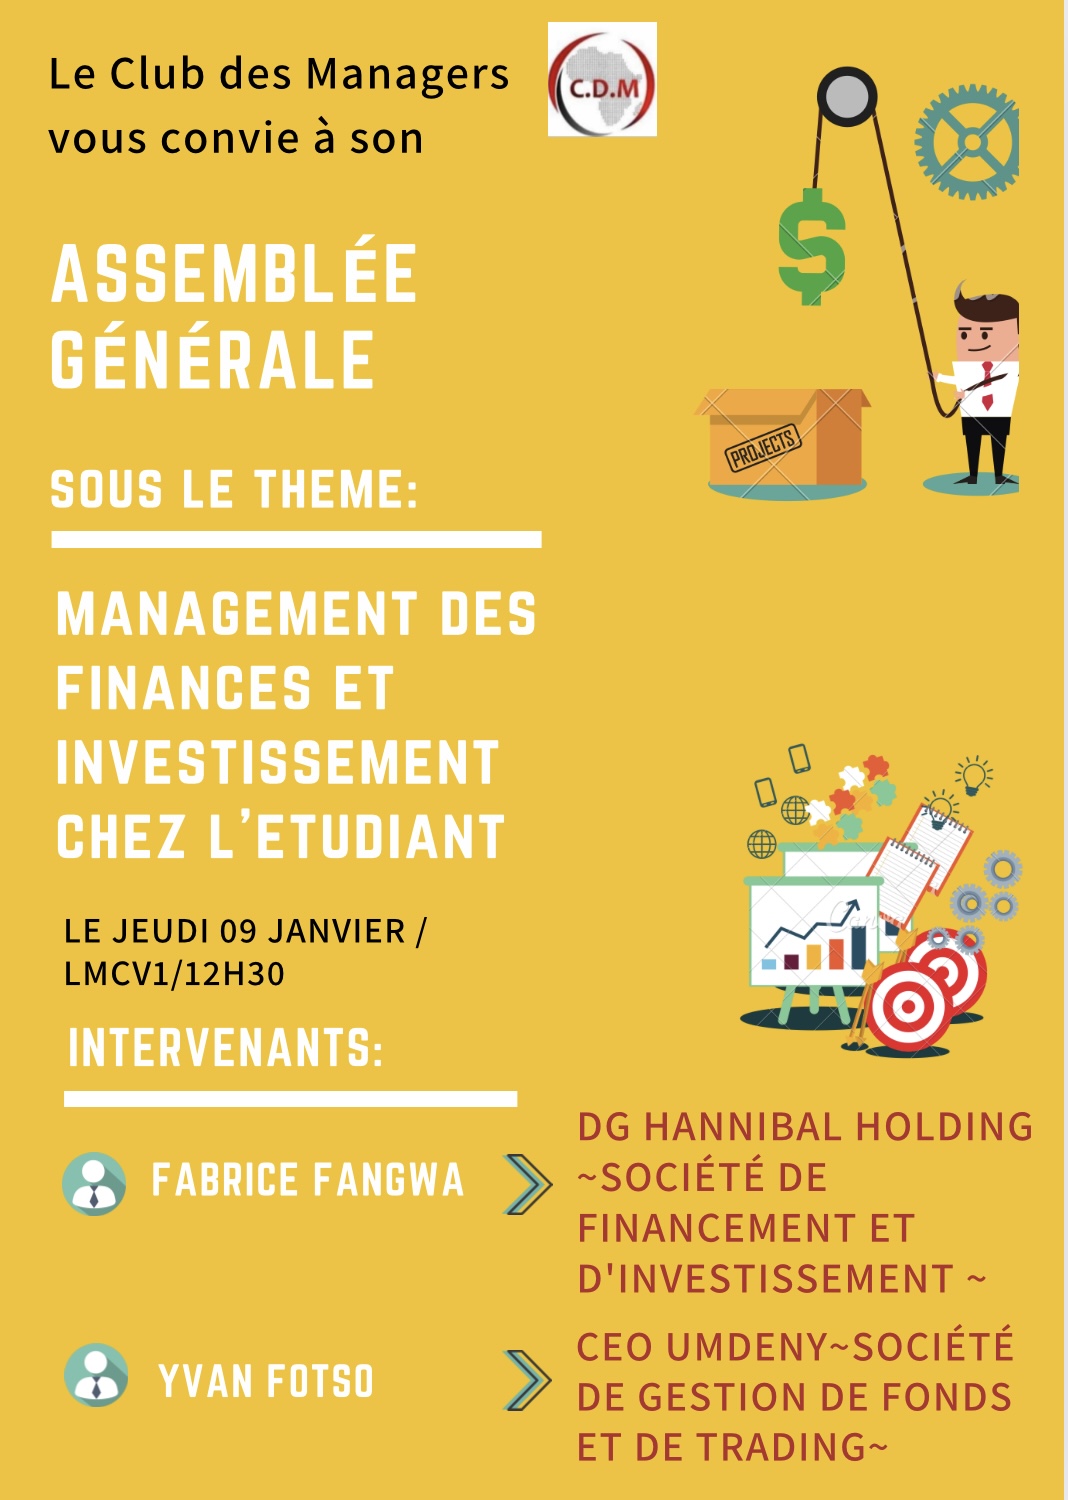 Le Club des Managers
vous convie à son
C.D.M
ASSEMBLÉE
GÉNÉRALE
PROJECTS
SOUS LE THEME:
MANAGEMENT DES
FINANCES ET
INVESTISSEMENT
CHEZ L'ETUDIANT
LE JEUDI 09 JANVIER /
LMCV1/12H30
INTERVENANTS:
FABRICE FANGWA
DG HANNIBAL HOLDING
~SOCIÉTÉ DE
FINANCEMENT ET
D'INVESTISSEMENT ~
YVAN FOTSO
CEO UMDENY~SOCIÉTÉ
DE GESTION DE FONDS
ET DE TRADING~